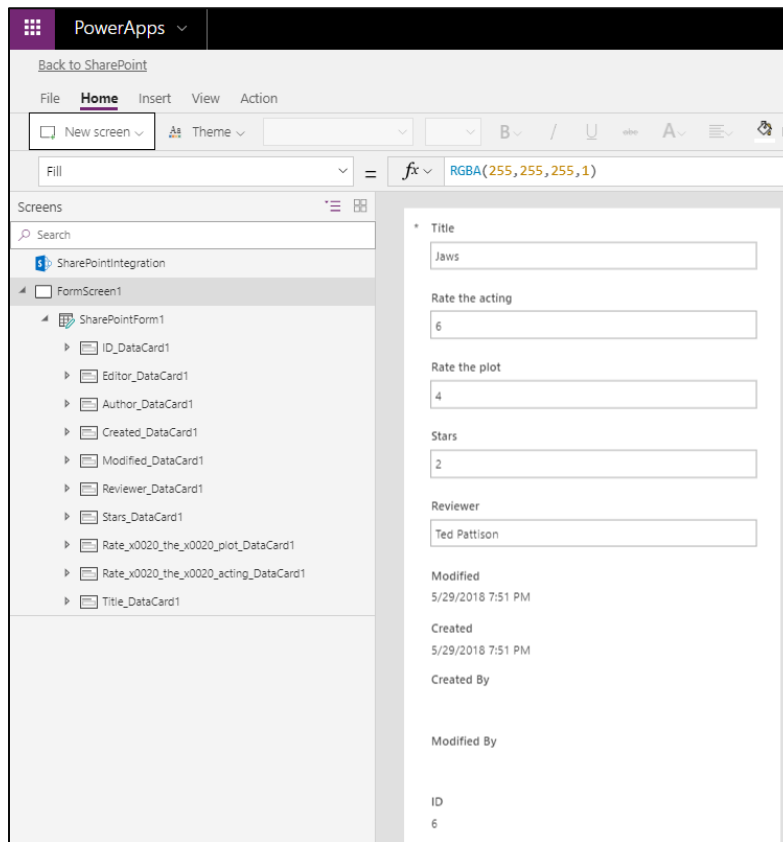 PowerApps
Back to SharePoint
File Home Insert View Action
New screen Theme B / U abc A
Fill = fx RGBA(255,255,255,1)
Screens
Search
SharePointIntegration
FormScreen1
SharePointForm1
ID_DataCard1
Editor_DataCard1
Author_DataCard1
Created_DataCard1
Modified_DataCard1
Reviewer_DataCard1
Stars_DataCard1
Rate_x0020_the_x0020_plot_DataCard1
Rate_x0020_the_x0020_acting_DataCard1
Title_DataCard1
* Title
Jaws
Rate the acting
6
Rate the plot
4
Stars
2
Reviewer
Ted Pattison
Modified
5/29/2018 7:51 PM
Created
5/29/2018 7:51 PM
Created By
Modified By
ID
6